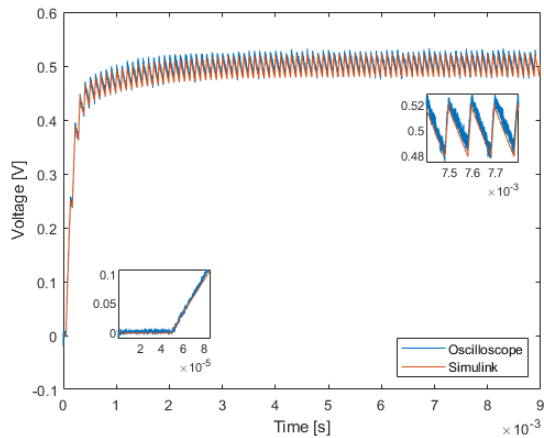 0.6
0.5
0.4
0.3
0.2
0.1
0
-0.1
Voltage [V]
0.52
0.5
0.48
7.5 7.6 7.7
×10⁻³
0.1
0.05
0
2 4 6 8
×10⁻⁵
Oscilloscope
Simulink
0 1 2 3 4 5 6 7 8 9
Time [s]
×10⁻³